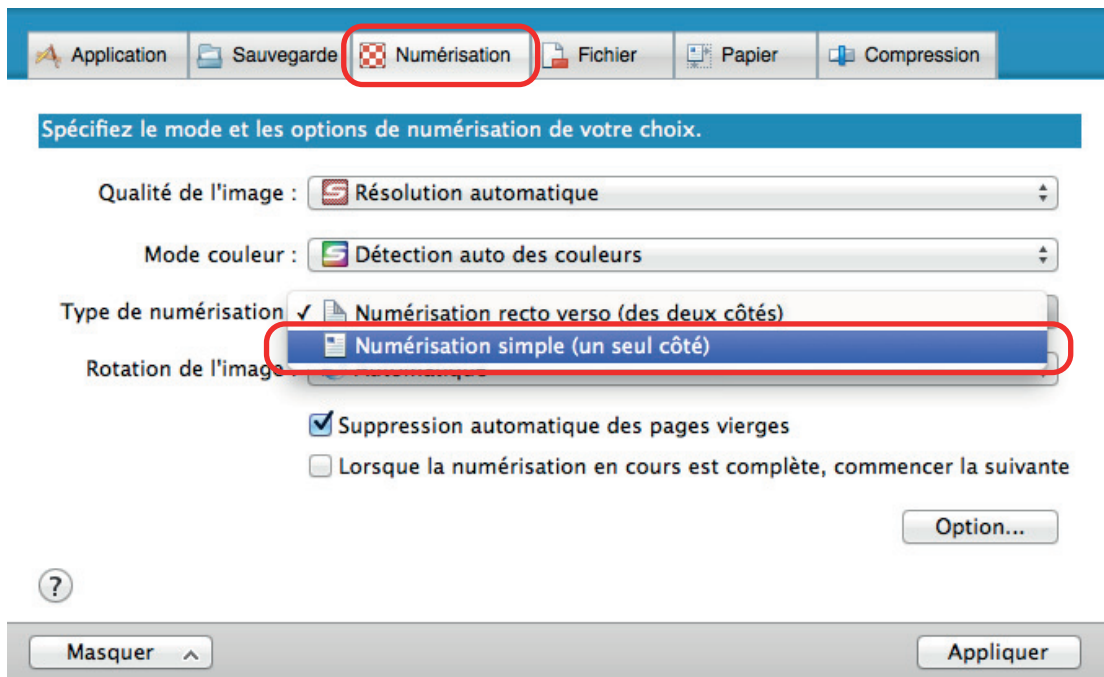 Application Sauvegarde Numérisation Fichier Papier Compression
Spécifiez le mode et les options de numérisation de votre choix.
Qualité de l'image : Résolution automatique
Mode couleur : Détection auto des couleurs
Type de numérisation ✓ Numérisation recto verso (des deux côtés)
Numérisation simple (un seul côté)
Rotation de l'image : Automatique
Suppression automatique des pages vierges
Lorsque la numérisation en cours est complète, commencer la suivante
Option...
?
Masquer Appliquer